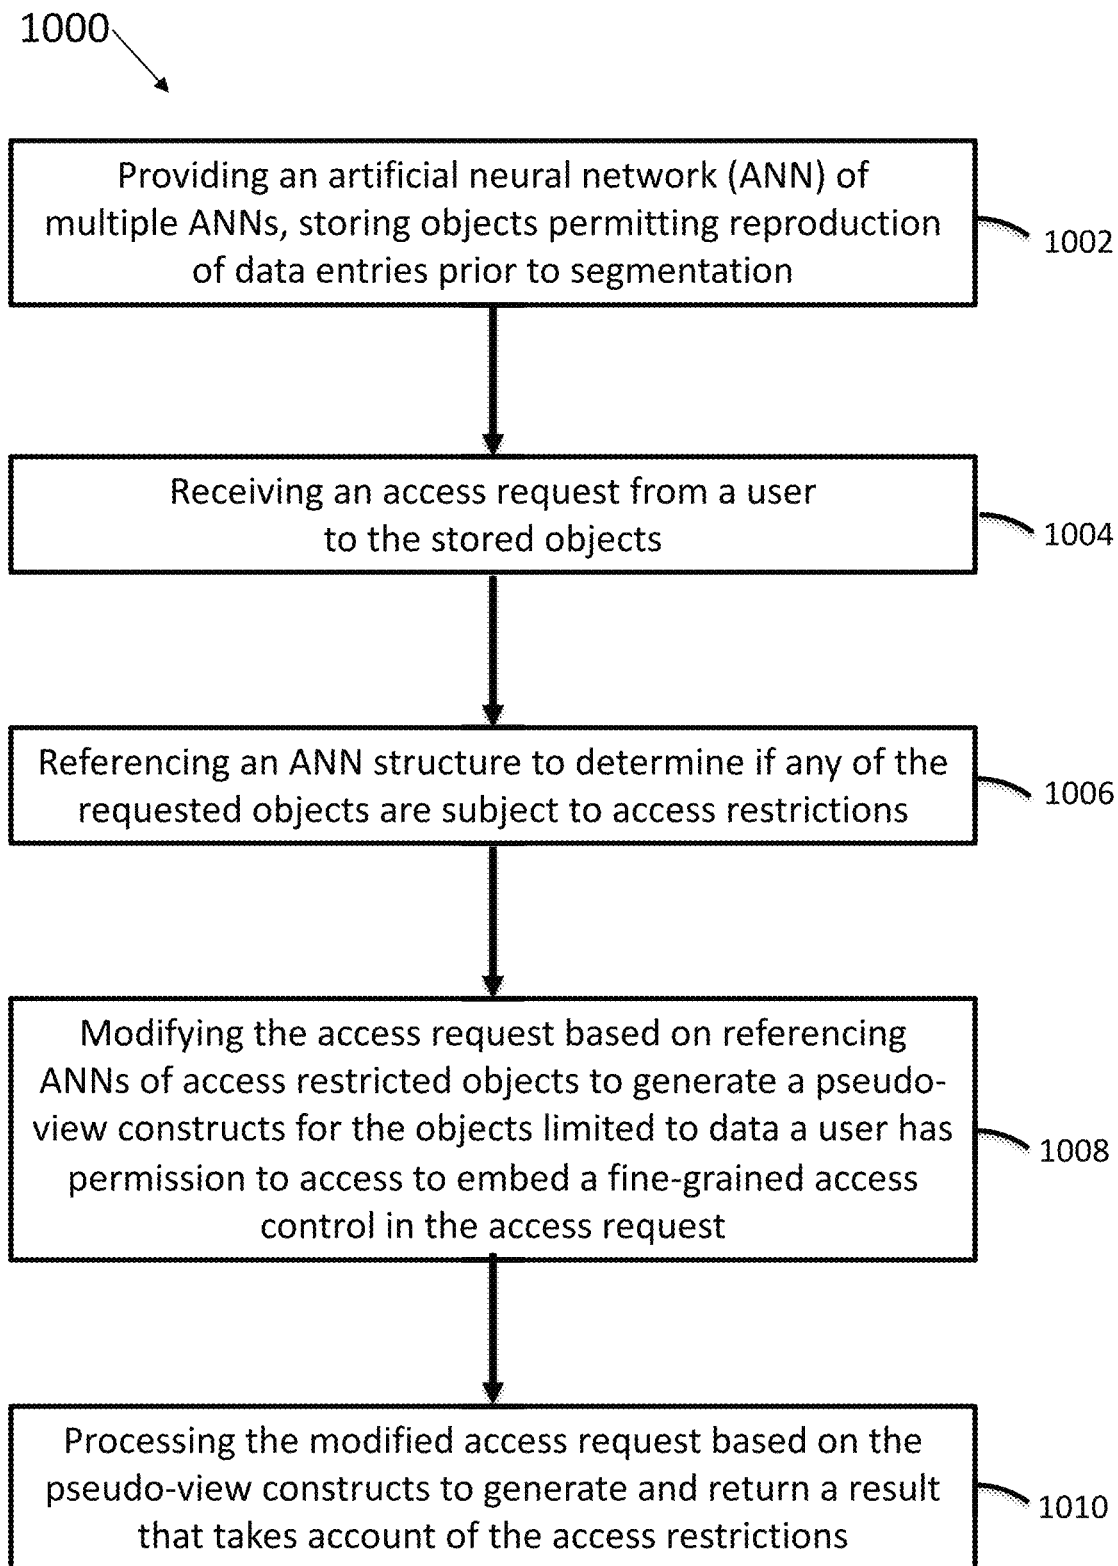 1000
Providing an artificial neural network (ANN) of
multiple ANNs, storing objects permitting reproduction
of data entries prior to segmentation
1002
Receiving an access request from a user
to the stored objects
1004
Referencing an ANN structure to determine if any of the
requested objects are subject to access restrictions
1006
Modifying the access request based on referencing
ANNs of access restricted objects to generate a pseudo-
view constructs for the objects limited to data a user has
permission to access to embed a fine-grained access
control in the access request
1008
Processing the modified access request based on the
pseudo-view constructs to generate and return a result
that takes account of the access restrictions
1010